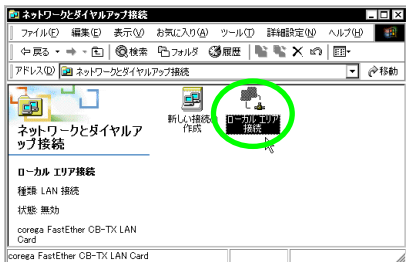 ネットワークとダイヤルアップ接続
ファイル(F) 編集(E) 表示(V) お気に入り(A) ツール(T) 詳細設定(N) ヘルプ(H)
戻る 検索 フォルダ 履歴
アドレス(D) ネットワークとダイヤルアップ接続 移動
ネットワークとダイヤルア
ップ接続
新しい接続の
作成
ローカル エリア
接続
ローカル エリア接続
種類: LAN 接続
状態: 無効
corega FastEther CB-TX LAN
Card
corega FastEther CB-TX LAN Card